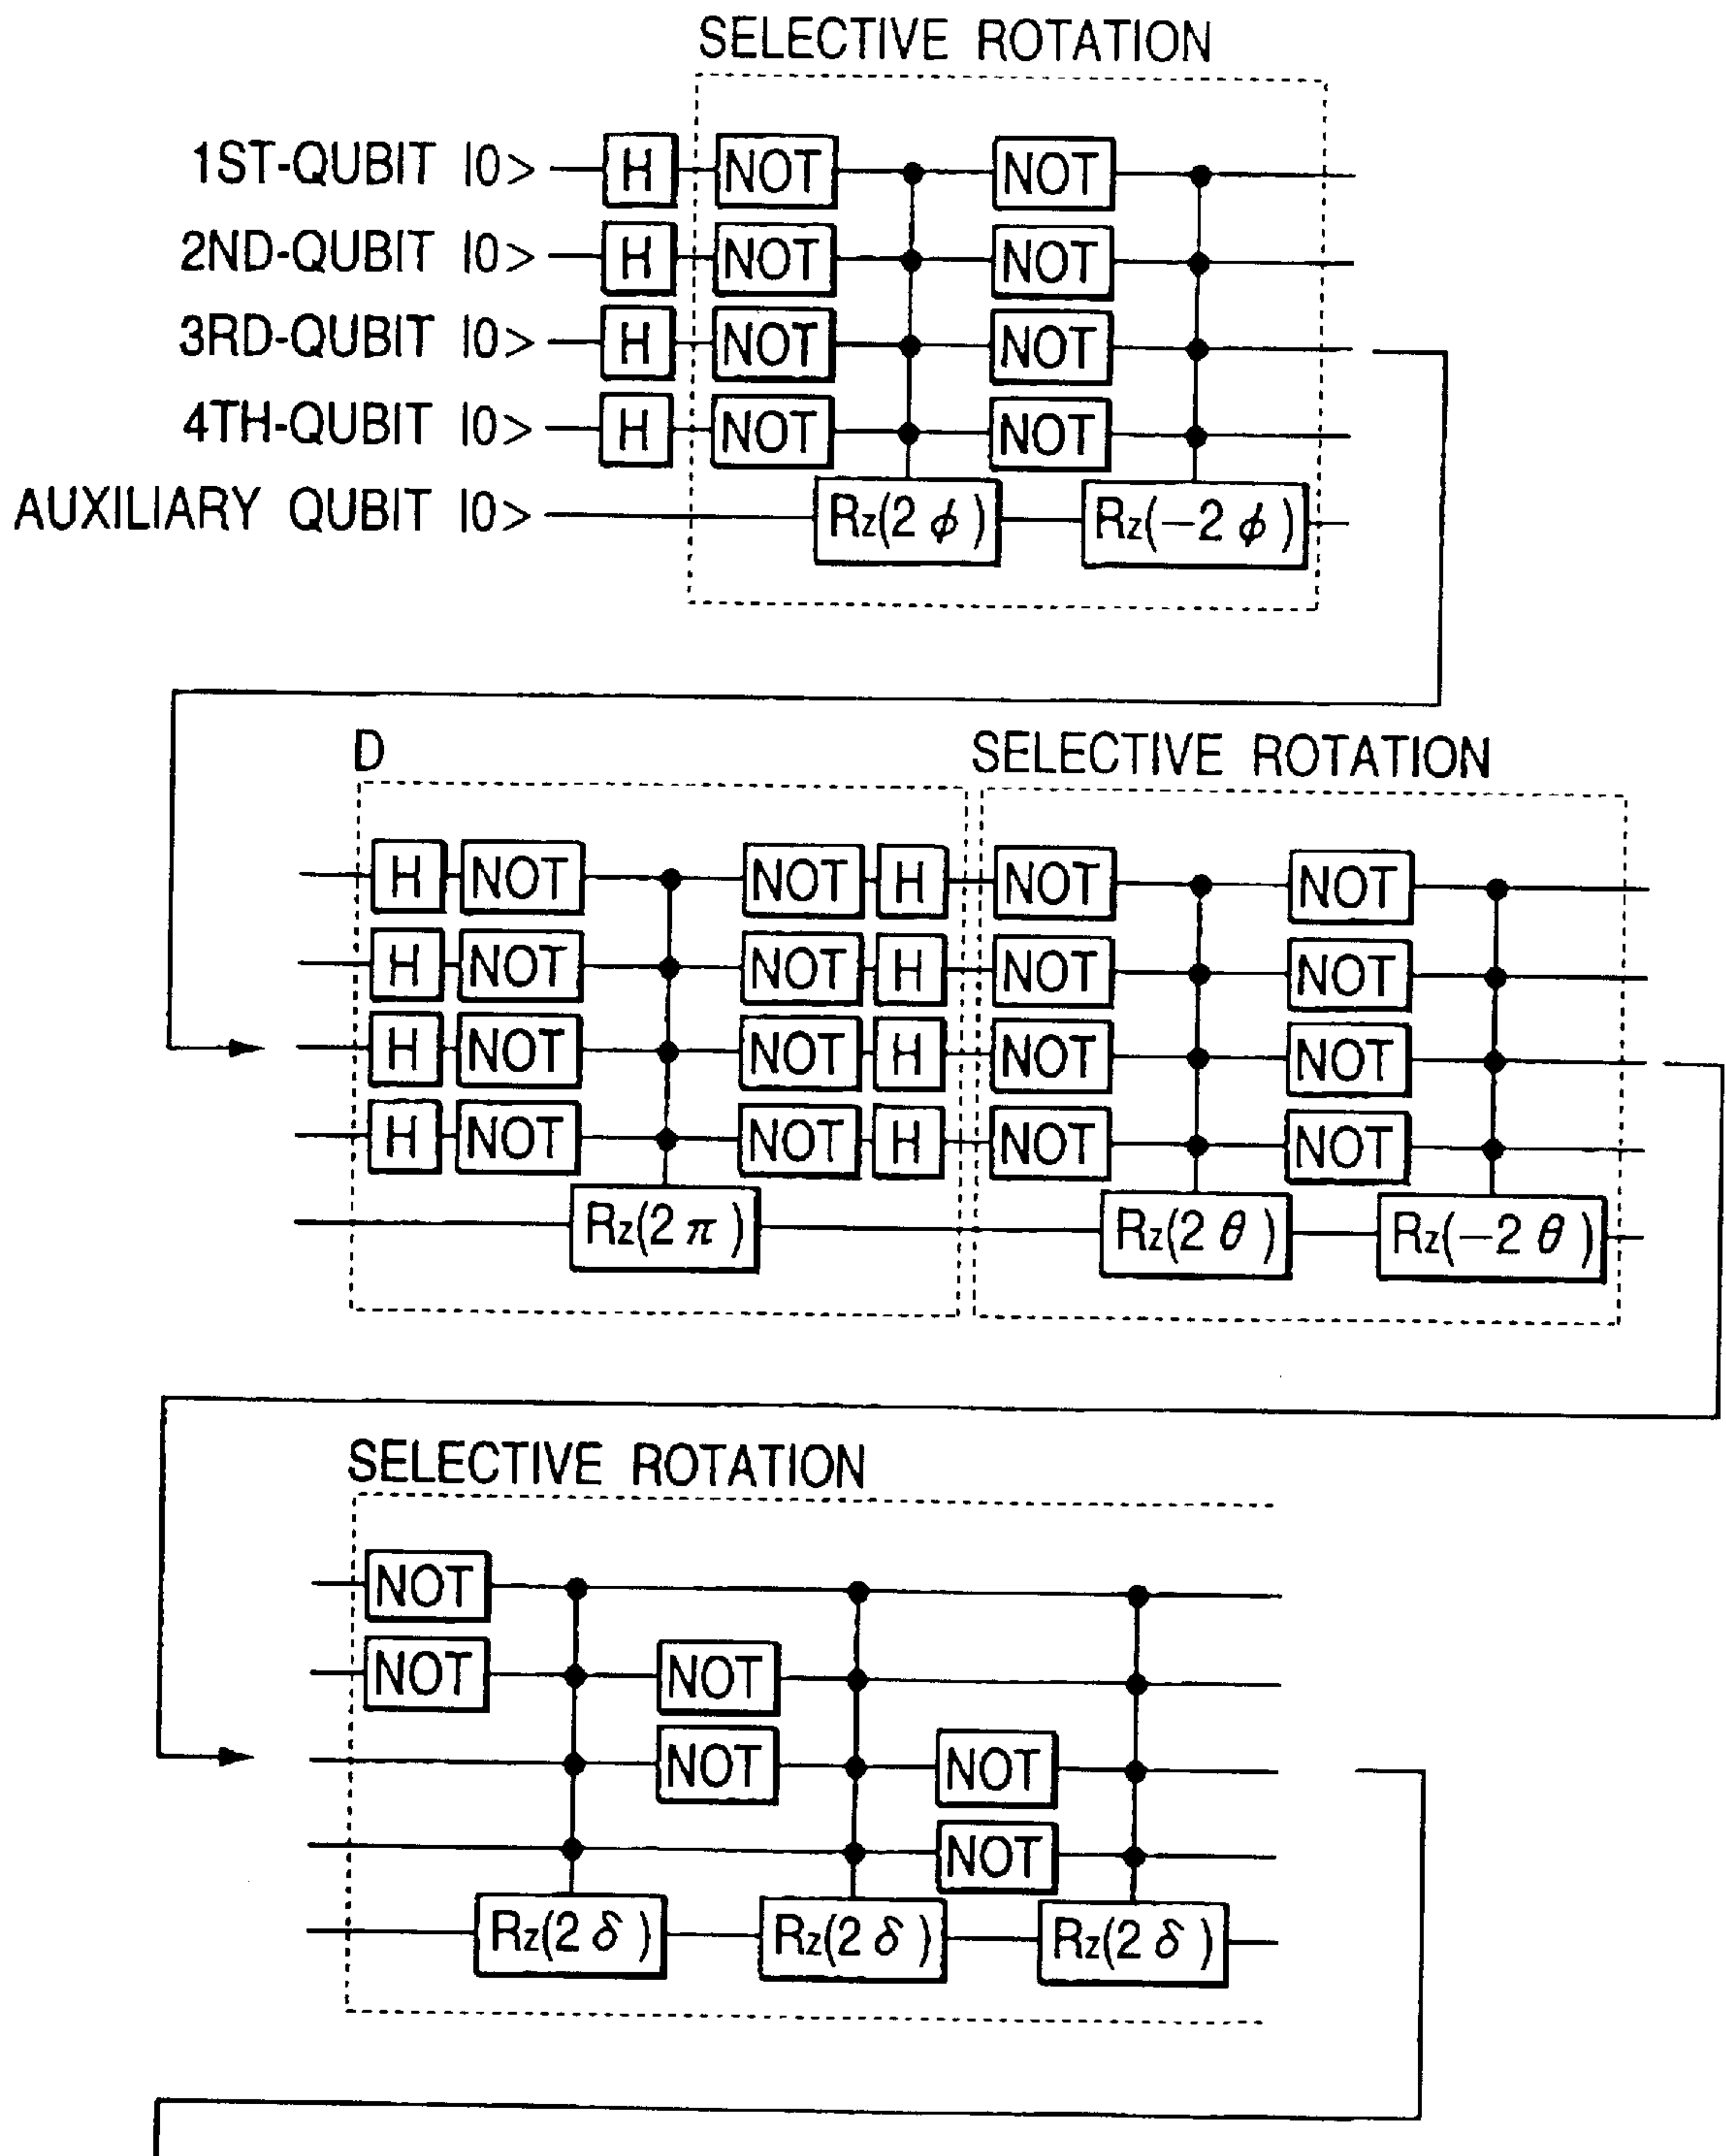 SELECTIVE ROTATION
1ST-QUBIT |0> H NOT NOT
2ND-QUBIT |0> H NOT NOT
3RD-QUBIT |0> H NOT NOT
4TH-QUBIT |0> H NOT NOT
AUXILIARY QUBIT |0> Rz(2 ϕ) Rz(−2 ϕ)
D SELECTIVE ROTATION
H NOT NOT H NOT NOT
H NOT NOT H NOT NOT
H NOT NOT H NOT NOT
H NOT NOT H NOT NOT
Rz(2 π) Rz(2 θ) Rz(−2 θ)
SELECTIVE ROTATION
NOT
NOT NOT
NOT NOT
NOT
Rz(2 δ) Rz(2 δ) Rz(2 δ)